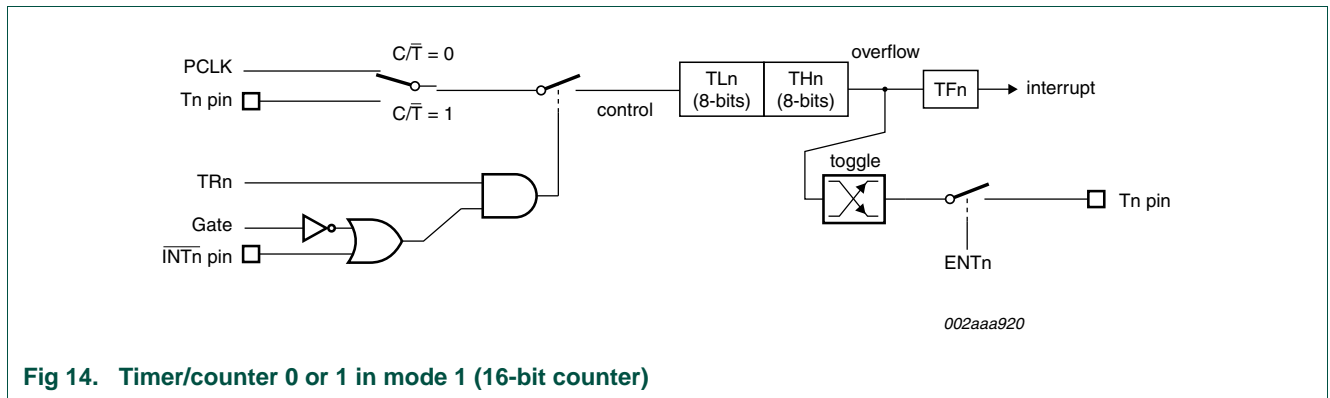 PCLK
Tn pin
C/T̅ = 0
C/T̅ = 1
control
TLn
(8-bits)
THn
(8-bits)
overflow
TFn
interrupt
toggle
TRn
Gate
I̅N̅T̅n̅ pin
ENTn
Tn pin
002aaa920
Fig 14. Timer/counter 0 or 1 in mode 1 (16-bit counter)